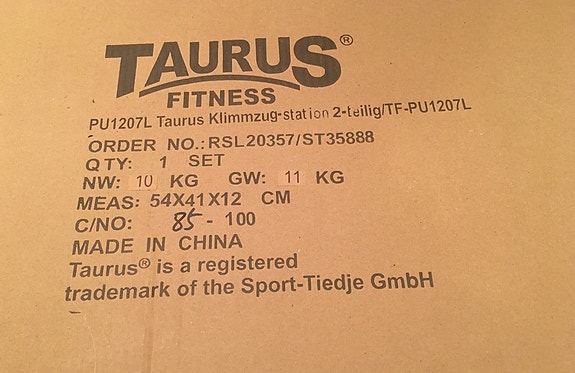 TAURUS®
FITNESS
PU1207L Taurus Klimmzug-station 2-teilig/TF-PU1207L
ORDER NO.:RSL20357/ST35888
QTY: 1 SET
NW: 10 KG GW: 11 KG
MEAS: 54X41X12 CM
C/NO: 85 - 100
MADE IN CHINA
Taurus® is a registered
trademark of the Sport-Tiedje GmbH